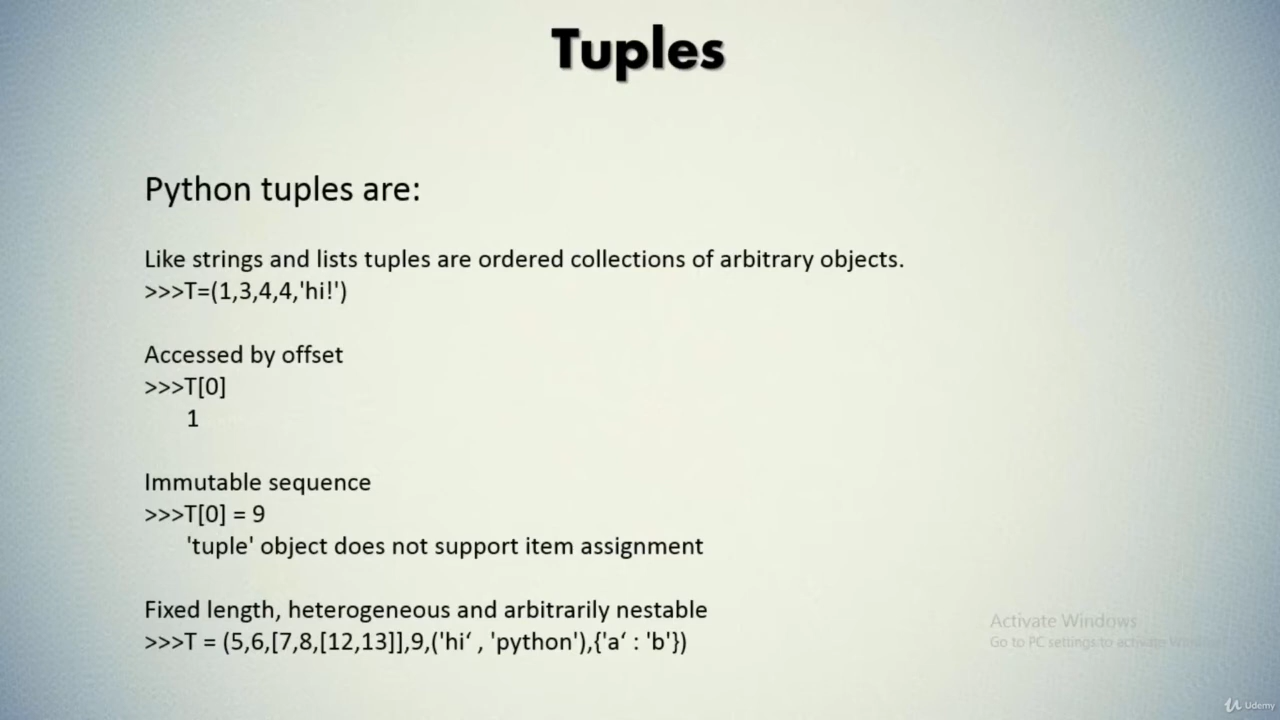 Tuples
Python tuples are:
Like strings and lists tuples are ordered collections of arbitrary objects.
>>>T=(1,3,4,4,'hi!')
Accessed by offset
>>>T[0]
1
Immutable sequence
>>>T[0] = 9
'tuple' object does not support item assignment
Fixed length, heterogeneous and arbitrarily nestable
>>>T = (5,6,[7,8,[12,13]],9,('hi‘ , 'python'),{'a‘ : 'b'})
Activate Windows
Go to PC settings to activate Windows
Udemy